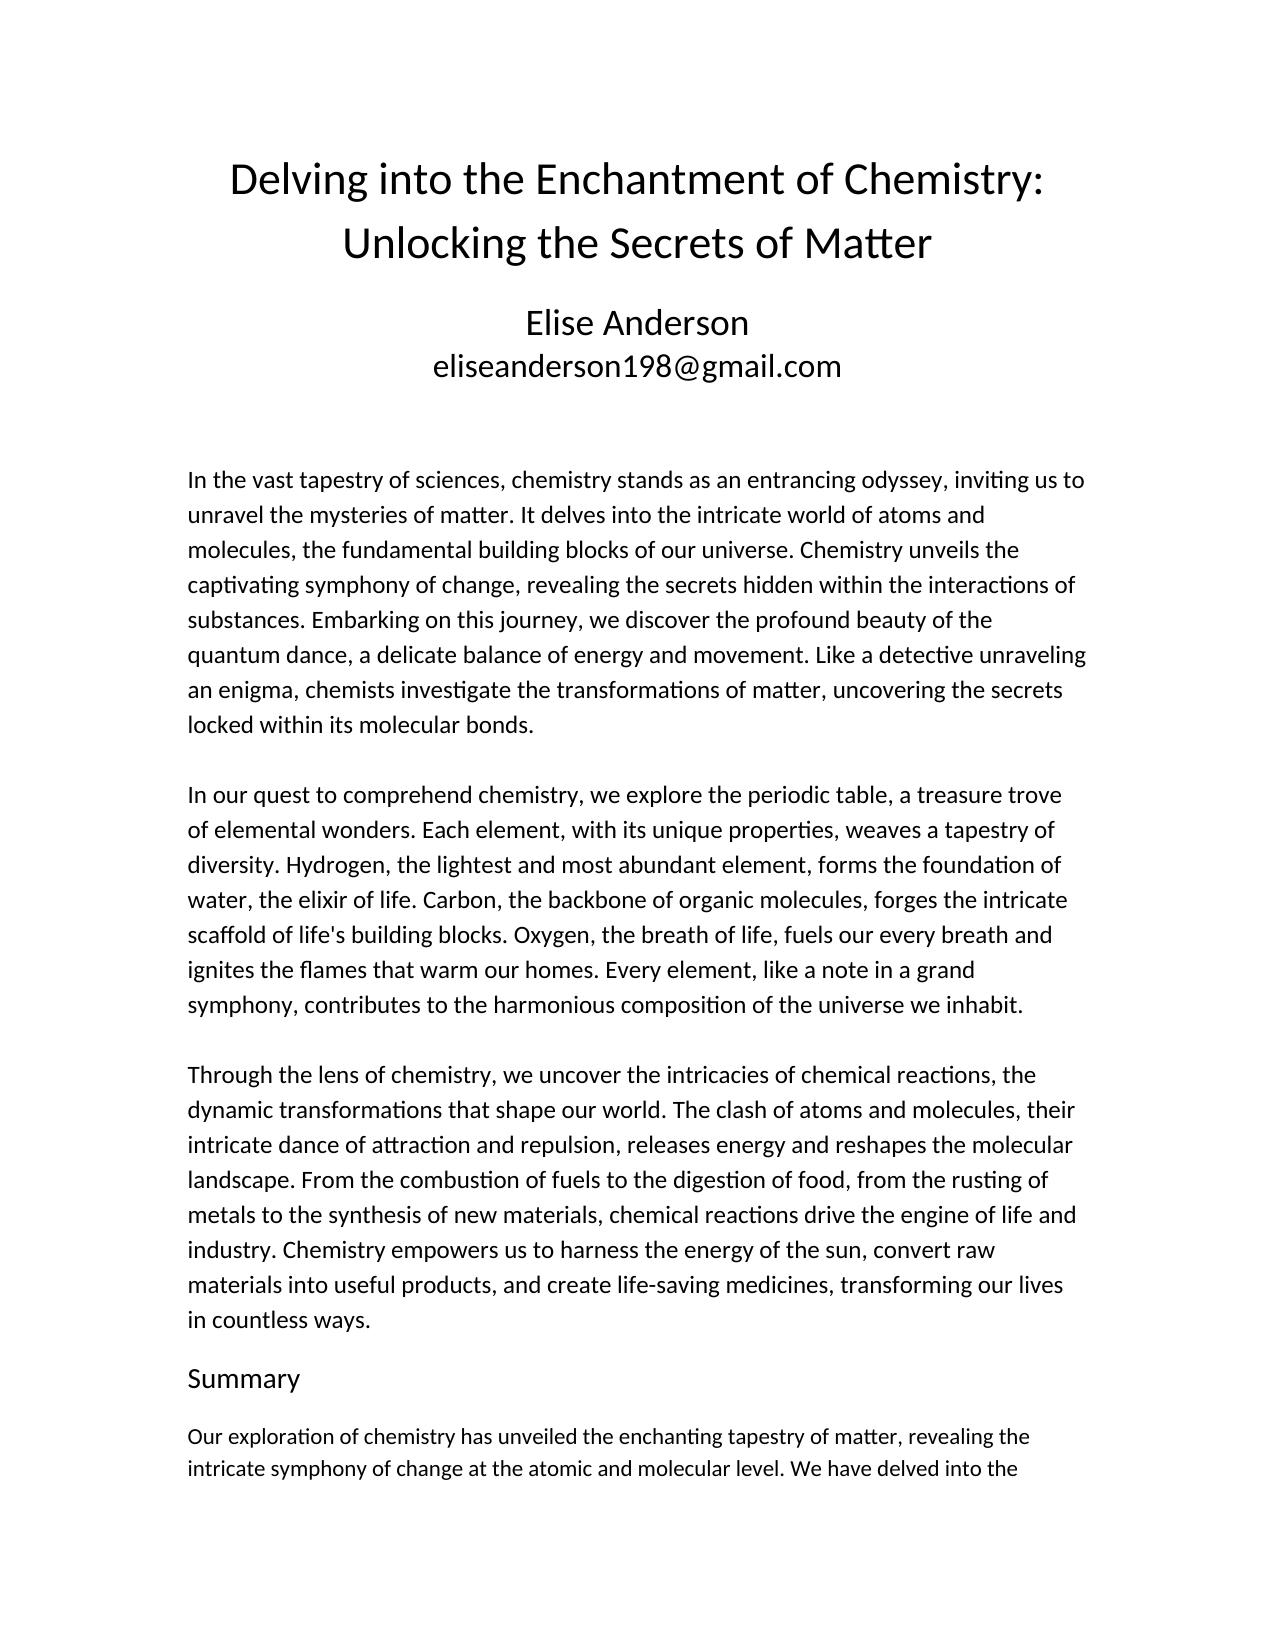 Delving into the Enchantment of Chemistry:
Unlocking the Secrets of Matter
Elise Anderson
eliseanderson198@gmail.com
In the vast tapestry of sciences, chemistry stands as an entrancing odyssey, inviting us to
unravel the mysteries of matter. It delves into the intricate world of atoms and
molecules, the fundamental building blocks of our universe. Chemistry unveils the
captivating symphony of change, revealing the secrets hidden within the interactions of
substances. Embarking on this journey, we discover the profound beauty of the
quantum dance, a delicate balance of energy and movement. Like a detective unraveling
an enigma, chemists investigate the transformations of matter, uncovering the secrets
locked within its molecular bonds.
In our quest to comprehend chemistry, we explore the periodic table, a treasure trove
of elemental wonders. Each element, with its unique properties, weaves a tapestry of
diversity. Hydrogen, the lightest and most abundant element, forms the foundation of
water, the elixir of life. Carbon, the backbone of organic molecules, forges the intricate
scaffold of life's building blocks. Oxygen, the breath of life, fuels our every breath and
ignites the flames that warm our homes. Every element, like a note in a grand
symphony, contributes to the harmonious composition of the universe we inhabit.
Through the lens of chemistry, we uncover the intricacies of chemical reactions, the
dynamic transformations that shape our world. The clash of atoms and molecules, their
intricate dance of attraction and repulsion, releases energy and reshapes the molecular
landscape. From the combustion of fuels to the digestion of food, from the rusting of
metals to the synthesis of new materials, chemical reactions drive the engine of life and
industry. Chemistry empowers us to harness the energy of the sun, convert raw
materials into useful products, and create life-saving medicines, transforming our lives
in countless ways.
Summary
Our exploration of chemistry has unveiled the enchanting tapestry of matter, revealing the
intricate symphony of change at the atomic and molecular level. We have delved into the